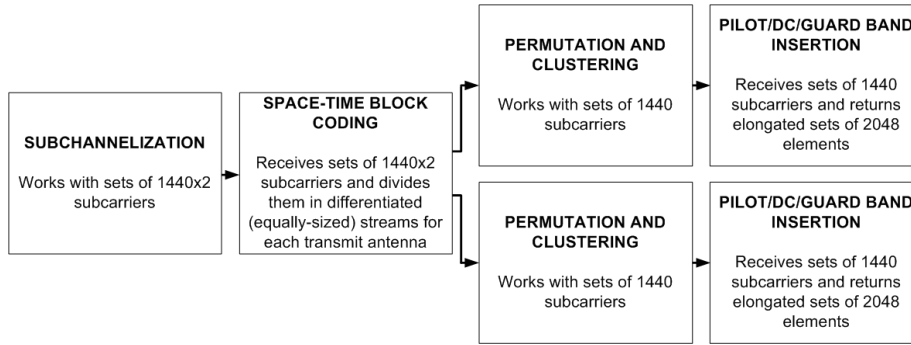 SUBCHANNELIZATION
Works with sets of 1440x2
subcarriers
SPACE-TIME BLOCK
CODING
Receives sets of 1440x2
subcarriers and divides
them in differentiated
(equally-sized) streams for
each transmit antenna
PERMUTATION AND
CLUSTERING
Works with sets of 1440
subcarriers
PILOT/DC/GUARD BAND
INSERTION
Receives sets of 1440
subcarriers and returns
elongated sets of 2048
elements
PERMUTATION AND
CLUSTERING
Works with sets of 1440
subcarriers
PILOT/DC/GUARD BAND
INSERTION
Receives sets of 1440
subcarriers and returns
elongated sets of 2048
elements